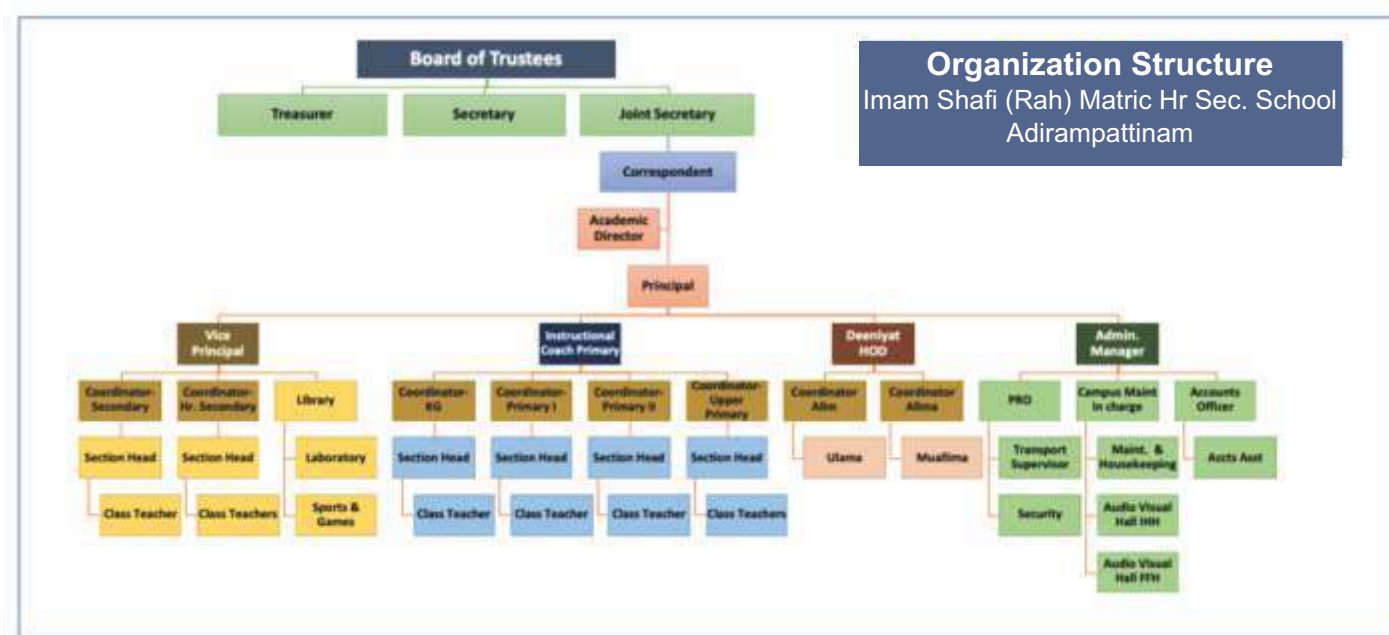 Board of Trustees
Organization Structure
Imam Shafi (Rah) Matric Hr Sec. School
Adirampattinam
Treasurer
Secretary
Joint Secretary
Correspondent
Academic
Director
Principal
Vice
Principal
Instructional
Coach Primary
Deeniyat
HOD
Admin.
Manager
Coordinator-
Secondary
Coordinator-
Hr. Secondary
Library
Coordinator-
KG
Coordinator-
Primary I
Coordinator-
Primary II
Coordinator-
Upper
Primary
Coordinator
Alim
Coordinator
Alima
PRO
Campus Maint
In charge
Accounts
Officer
Section Head
Section Head
Laboratory
Section Head
Section Head
Section Head
Section Head
Ulama
Muallima
Transport
Supervisor
Maint. &
Housekeeping
Accts Asst
Class Teacher
Class Teachers
Sports &
Games
Class Teacher
Class Teacher
Class Teacher
Class Teachers
Security
Audio Visual
Hall IHH
Audio Visual
Hall FFH